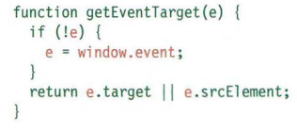 function getEventTarget(e) {
  if (!e) {
    e = window.event;
  }
  return e.target || e.srcElement;
}